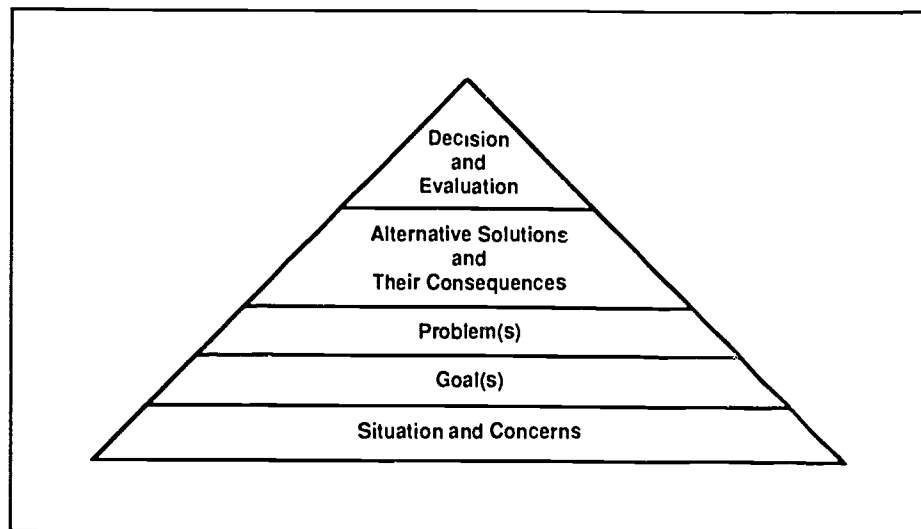 Decision
and
Evaluation
Alternative Solutions
and
Their Consequences
Problem(s)
Goal(s)
Situation and Concerns